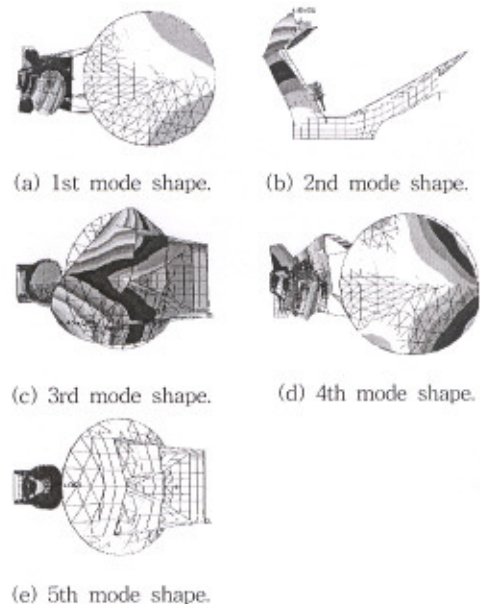 (a) 1st mode shape.
(b) 2nd mode shape.
(c) 3rd mode shape.
(d) 4th mode shape.
(e) 5th mode shape.